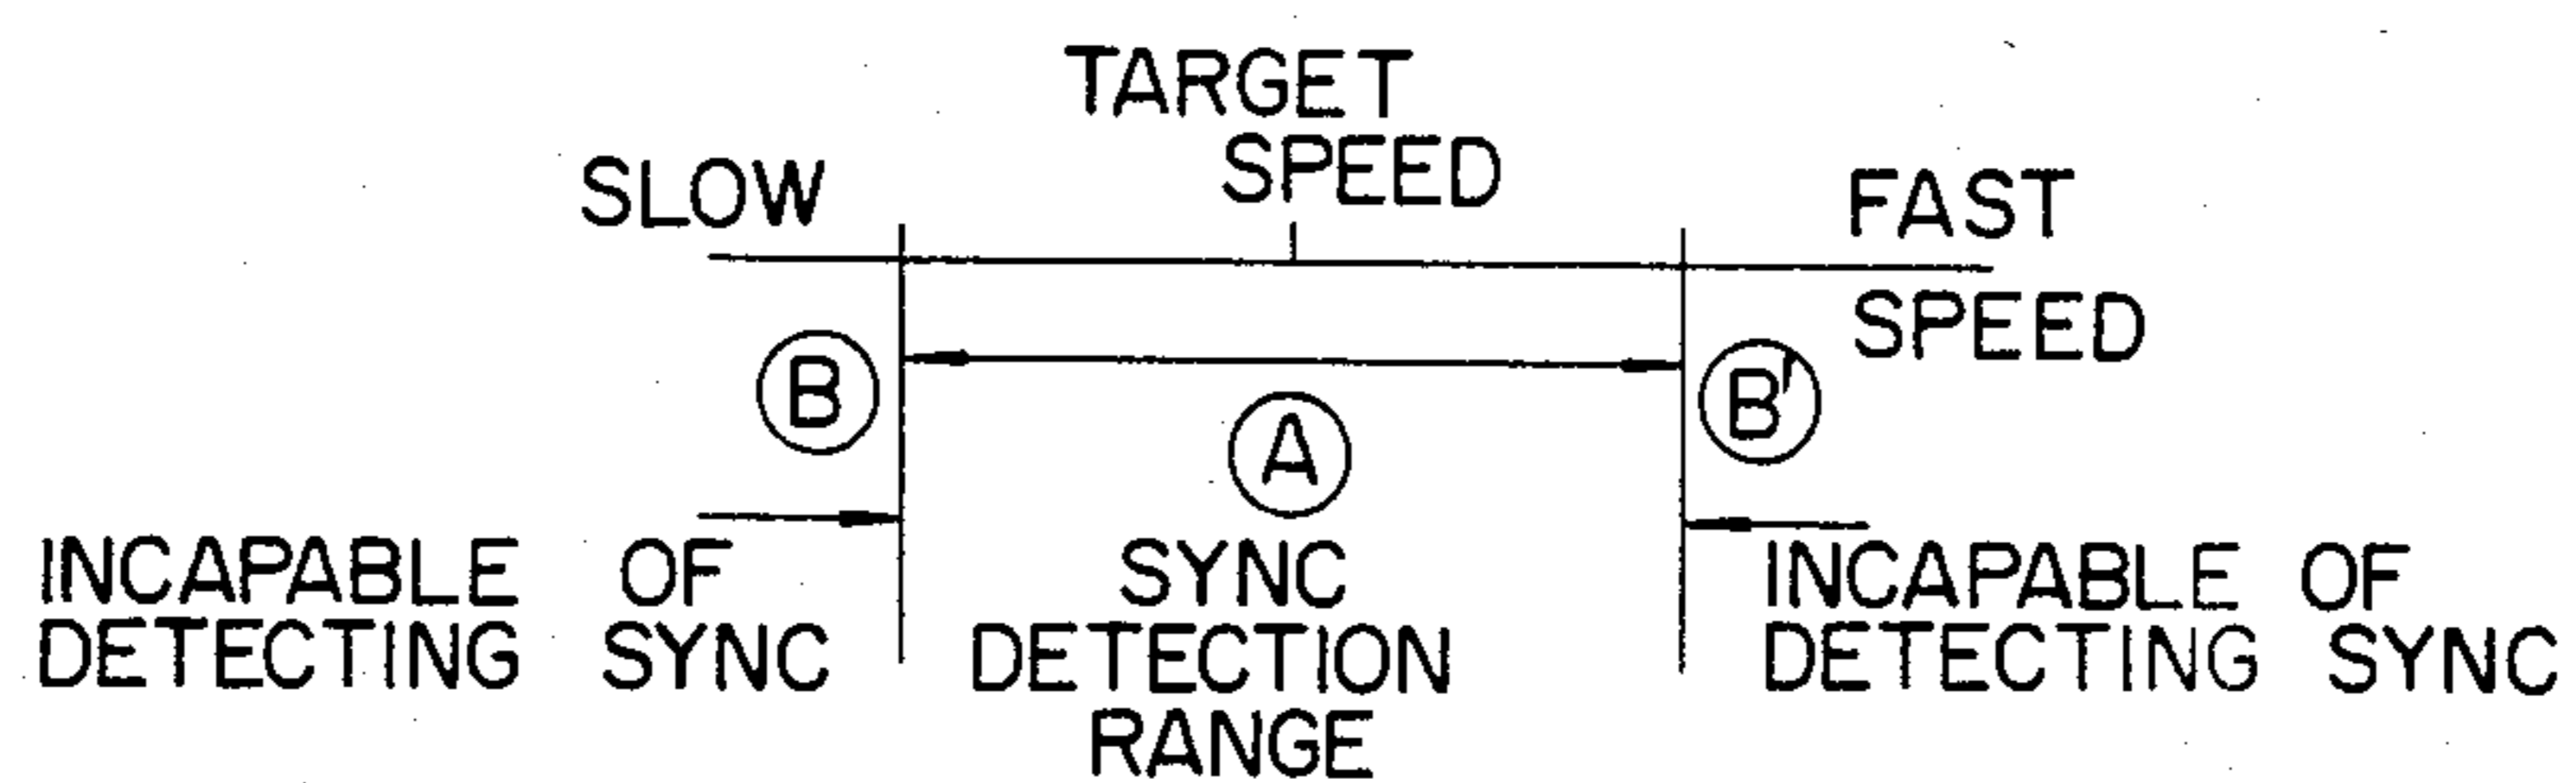 TARGET
SPEED
SLOW
FAST
SPEED
B
A
B'
INCAPABLE OF
DETECTING SYNC
SYNC
DETECTION
RANGE
INCAPABLE OF
DETECTING SYNC